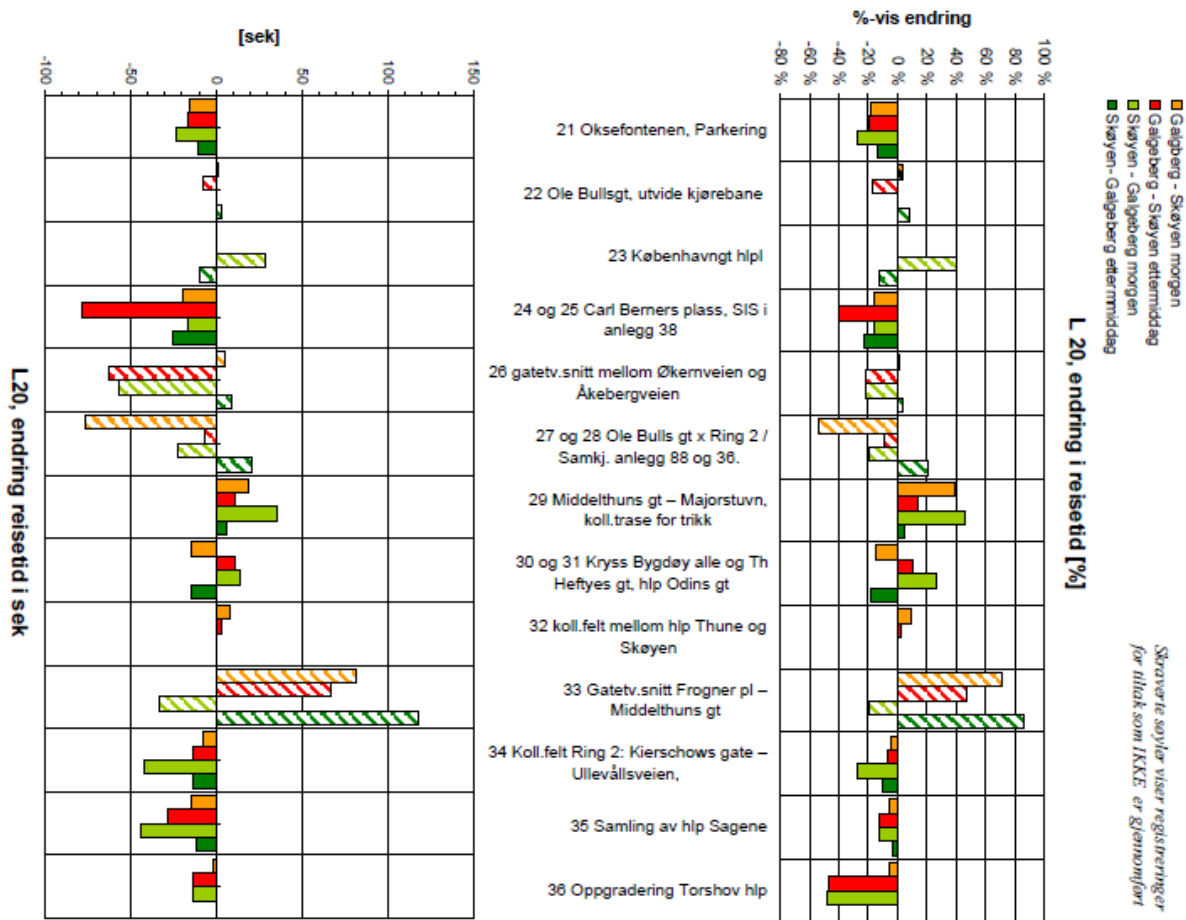 L 20, endring i reisetid [%]
Galgberg - Skøyen morgen
Galgeberg - Skøyen ettermiddag
Skøyen - Galgeberg morgen
Skøyen- Galgeberg ettermmiddag
Skraverte søyler viser registreringer
for tiltak som IKKE er gjennomført
%-vis endring
100 %
80 %
60 %
40 %
20 %
0 %
-20 %
-40 %
-60 %
-80 %
21 Oksefontenen, Parkering
22 Ole Bullsgt, utvide kjørebane
23 Københavngt hlpl
24 og 25 Carl Berners plass, SIS i
anlegg 38
26 gatetv.snitt mellom Økernveien og
Åkebergveien
27 og 28 Ole Bulls gt x Ring 2 /
Samkj. anlegg 88 og 36.
29 Middelthuns gt – Majorstuvn,
koll.trase for trikk
30 og 31 Kryss Bygdøy alle og Th
Heftyes gt, hlp Odins gt
32 koll.felt mellom hlp Thune og
Skøyen
33 Gatetv.snitt Frogner pl –
Middelthuns gt
34 Koll.felt Ring 2: Kierschows gate –
Ullevållsveien,
35 Samling av hlp Sagene
36 Oppgradering Torshov hlp
[sek]
150
100
50
0
-50
-100
L20, endring reisetid i sek